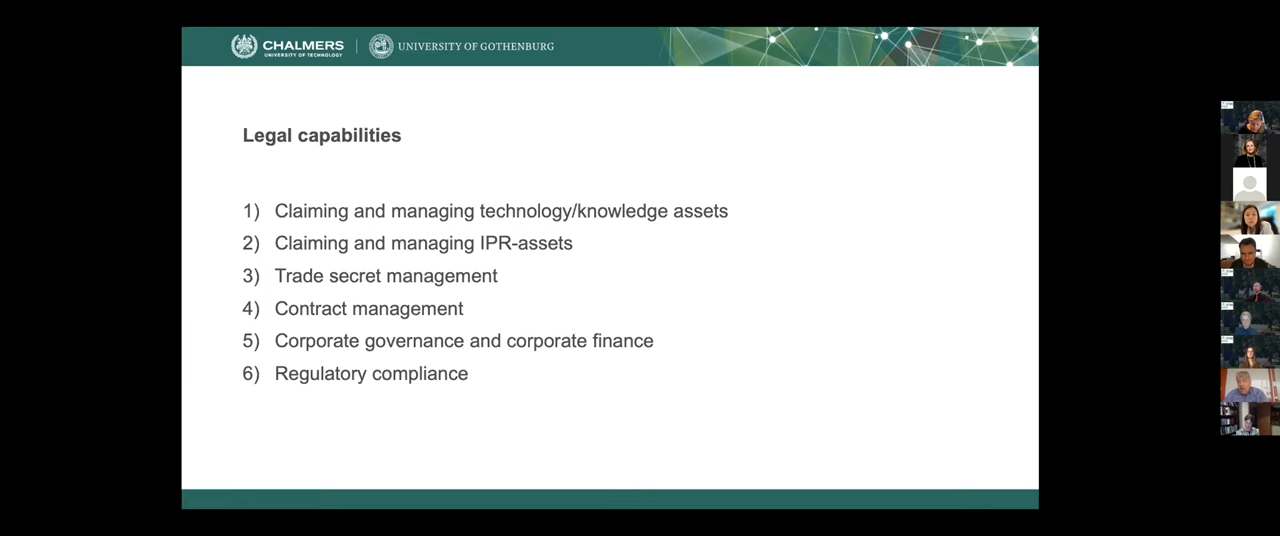 CHALMERS
UNIVERSITY OF TECHNOLOGY
UNIVERSITY OF GOTHENBURG
Legal capabilities
1) Claiming and managing technology/knowledge assets
2) Claiming and managing IPR-assets
3) Trade secret management
4) Contract management
5) Corporate governance and corporate finance
6) Regulatory compliance